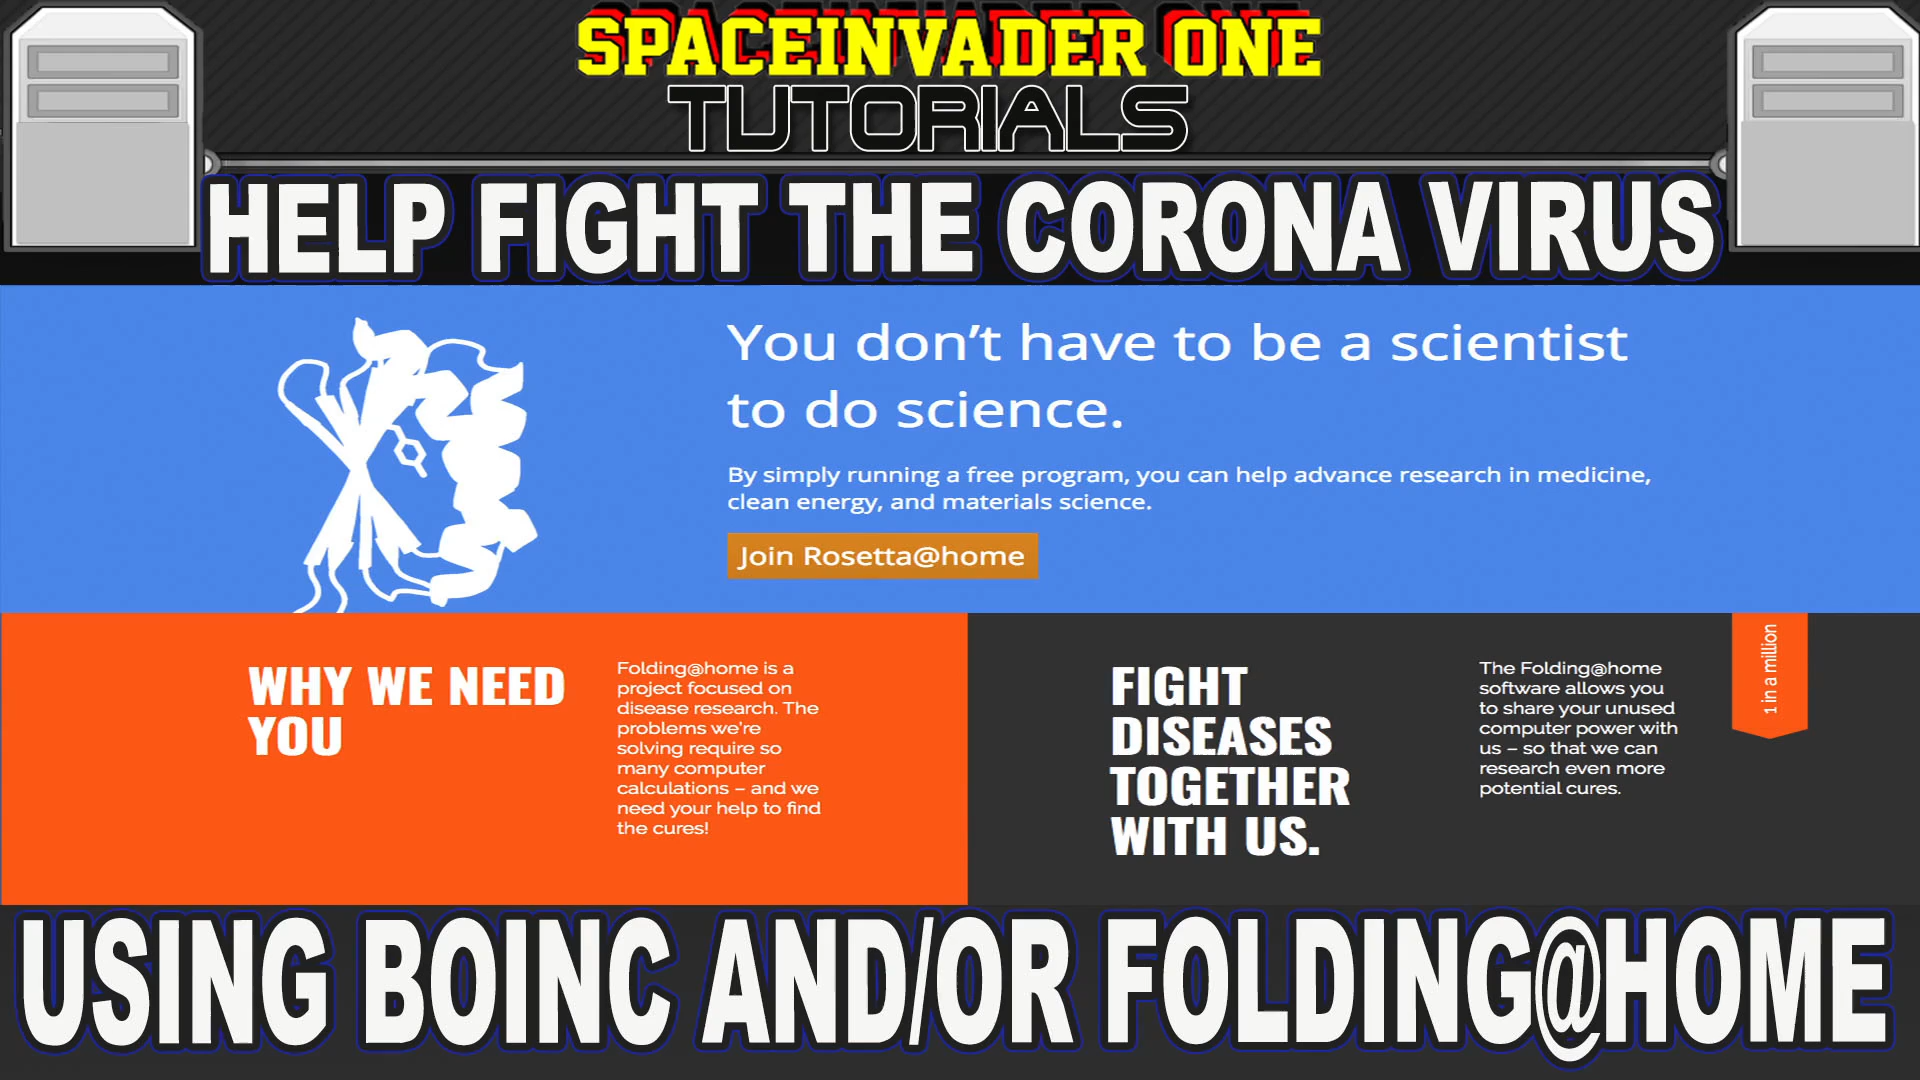 SPACEINVADER ONE
TUTORIALS
HELP FIGHT THE CORONA VIRUS
You don't have to be a scientist
to do science.
By simply running a free program, you can help advance research in medicine,
clean energy, and materials science.
Join Rosetta@home
WHY WE NEED
YOU
Folding@home is a
project focused on
disease research. The
problems we're
solving require so
many computer
calculations – and we
need your help to find
the cures!
FIGHT
DISEASES
TOGETHER
WITH US.
The Folding@home
software allows you
to share your unused
computer power with
us – so that we can
research even more
potential cures.
1 in a million
USING BOINC AND/OR FOLDING@HOME